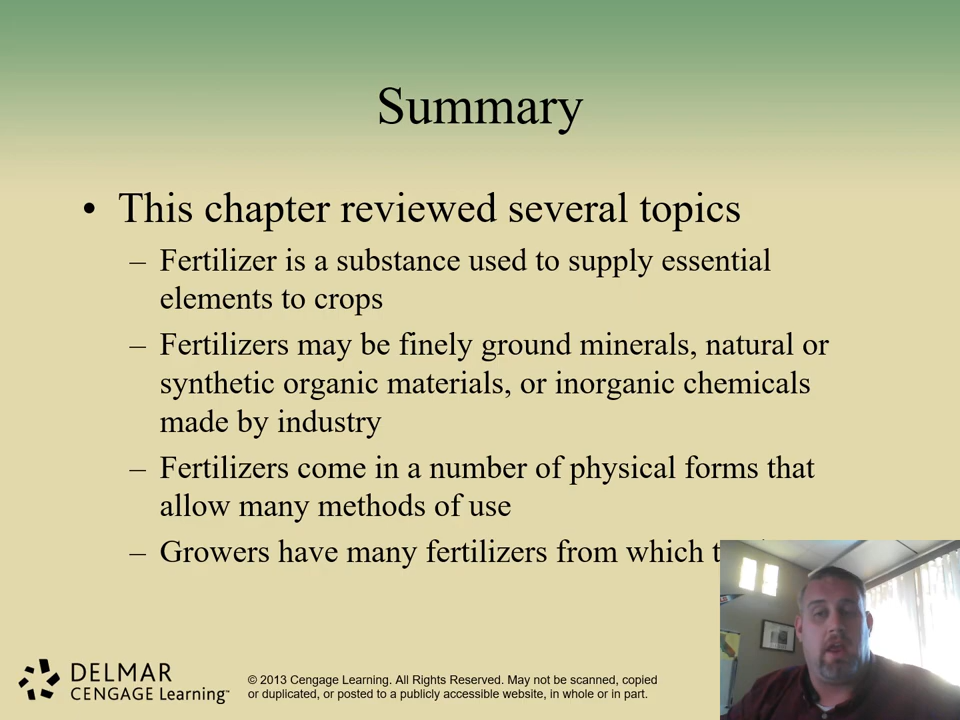 Summary
• This chapter reviewed several topics
– Fertilizer is a substance used to supply essential
elements to crops
– Fertilizers may be finely ground minerals, natural or
synthetic organic materials, or inorganic chemicals
made by industry
– Fertilizers come in a number of physical forms that
allow many methods of use
– Growers have many fertilizers from which
DELMAR
CENGAGE Learning™
© 2013 Cengage Learning. All Rights Reserved. May not be scanned, copied
or duplicated, or posted to a publicly accessible website, in whole or in part.